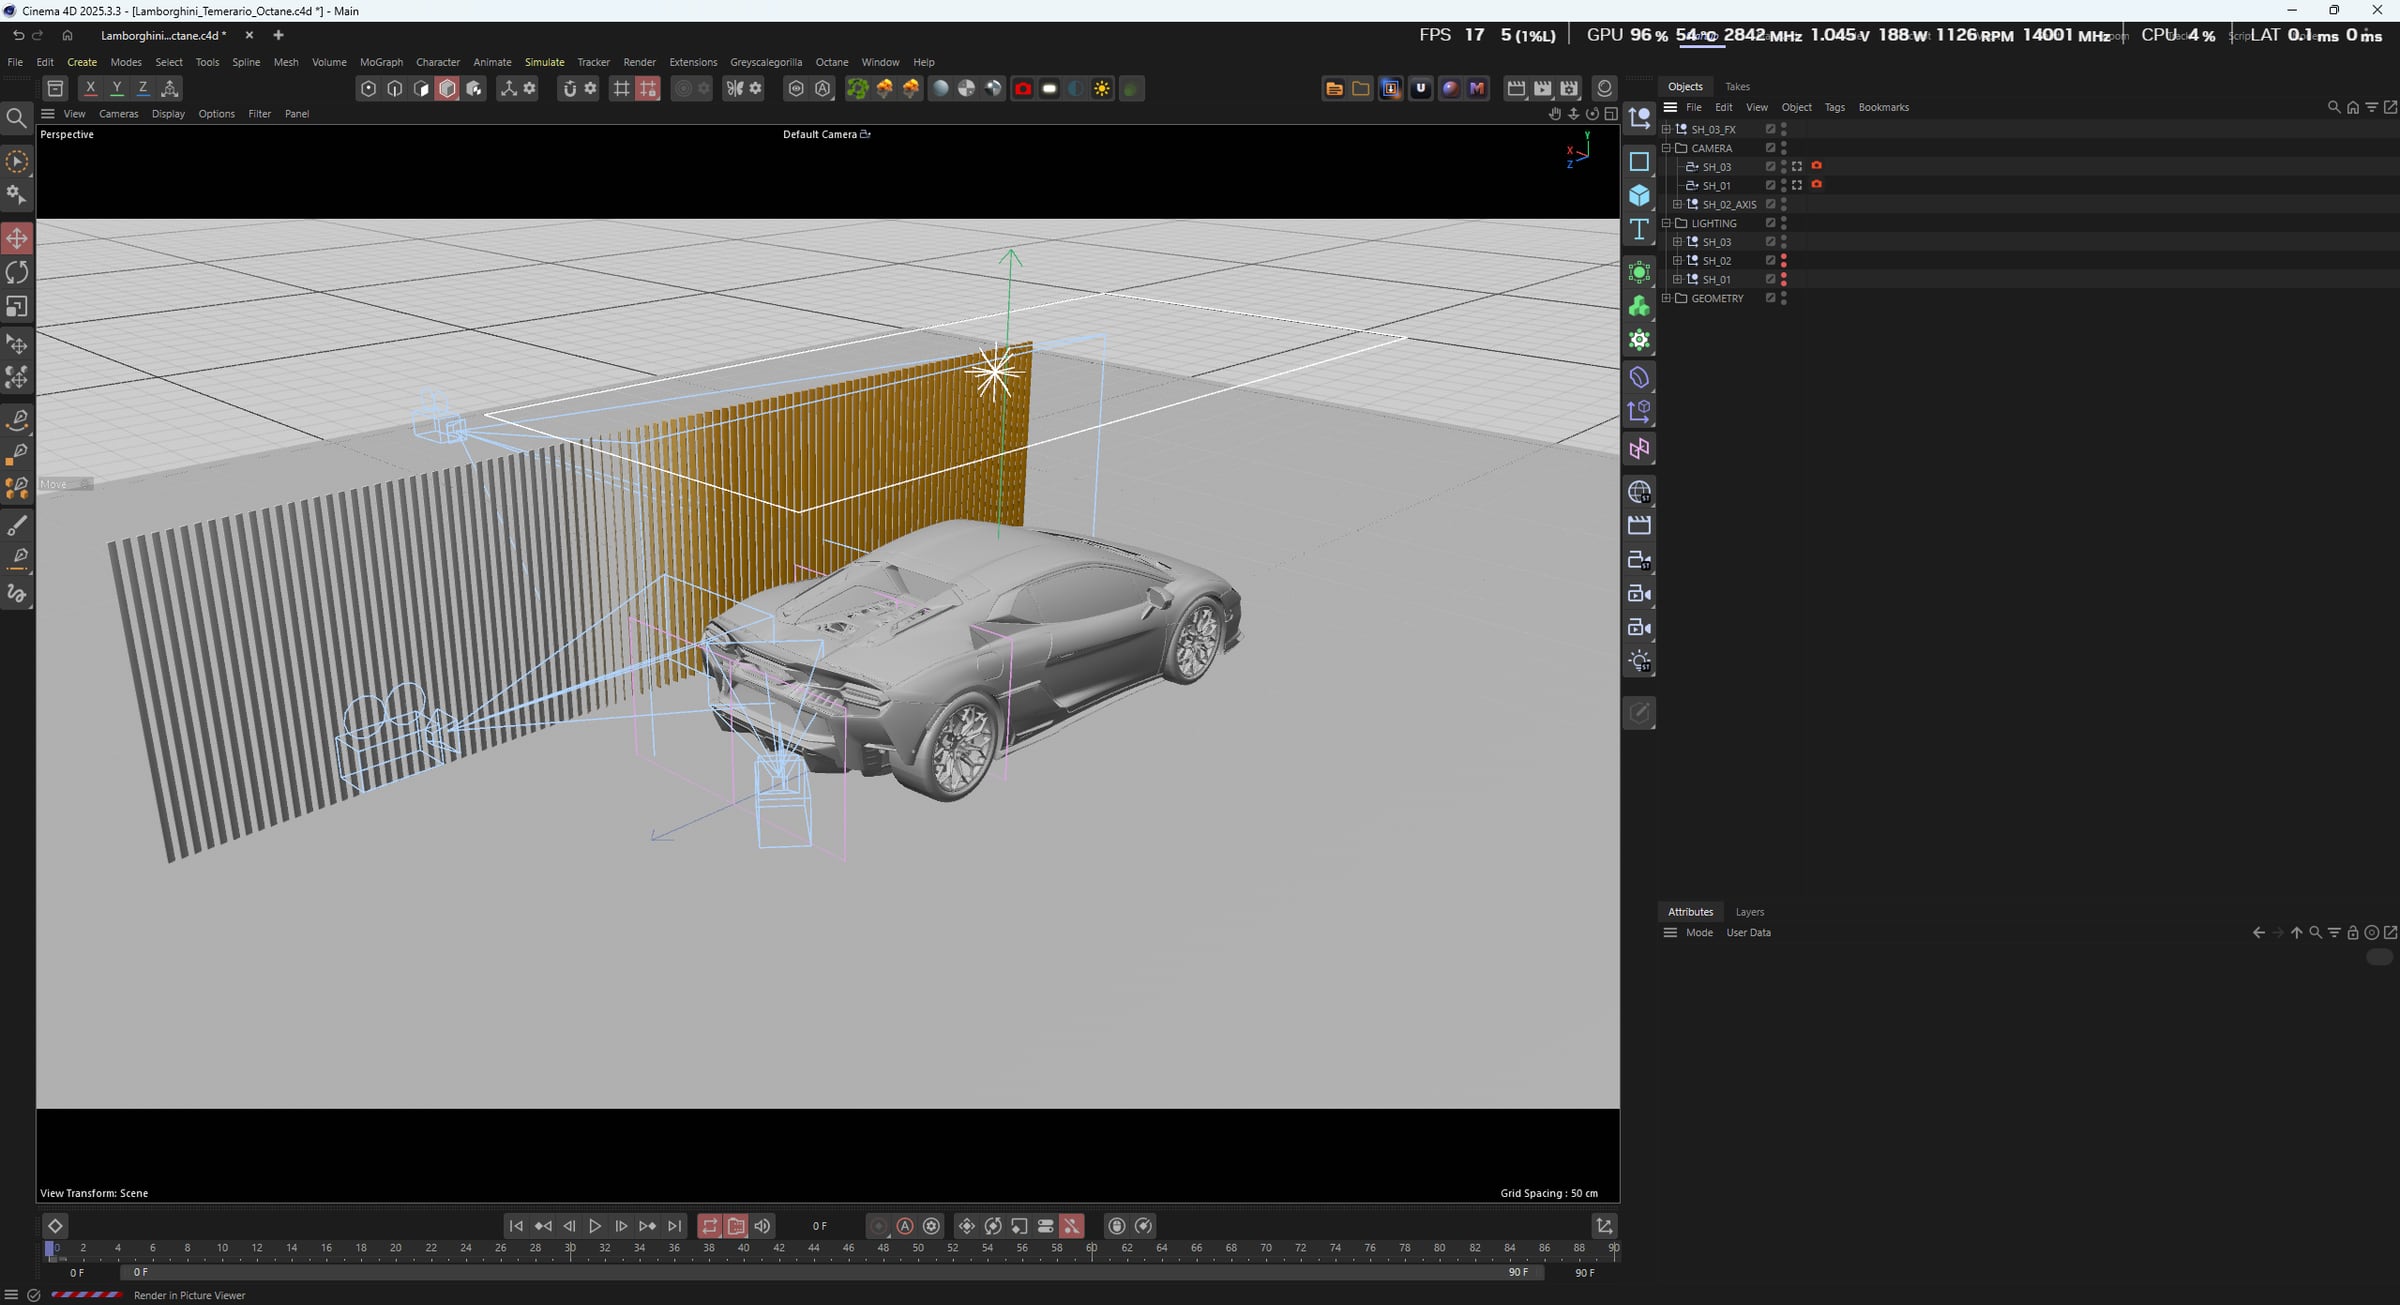 Cinema 4D 2025.3.3 - [Lamborghini_Temerario_Octane.c4d *] - Main
Lamborghini...ctane.c4d *
FPS 17 5 (1%L) GPU 96 % 54°C 2842 MHz 1.045 V 188 W 1126 RPM 14001 MHz CPU 4 % LAT 0.1 ms 0 ms
File Edit Create Modes Select Tools Spline Mesh Volume MoGraph Character Animate Simulate Tracker Render Extensions Greyscalegorilla Octane Window Help
X Y Z
View Cameras Display Options Filter Panel
Perspective
Default Camera
Y
X
Z
Move
View Transform: Scene
Grid Spacing : 50 cm
Objects Takes
File Edit View Object Tags Bookmarks
SH_03_FX
CAMERA
SH_03
SH_01
SH_02_AXIS
LIGHTING
SH_03
SH_02
SH_01
GEOMETRY
Attributes Layers
Mode User Data
0 F
0 2 4 6 8 10 12 14 16 18 20 22 24 26 28 30 32 34 36 38 40 42 44 46 48 50 52 54 56 58 60 62 64 66 68 70 72 74 76 78 80 82 84 86 88 90
0 F 0 F 90 F 90 F
Render in Picture Viewer